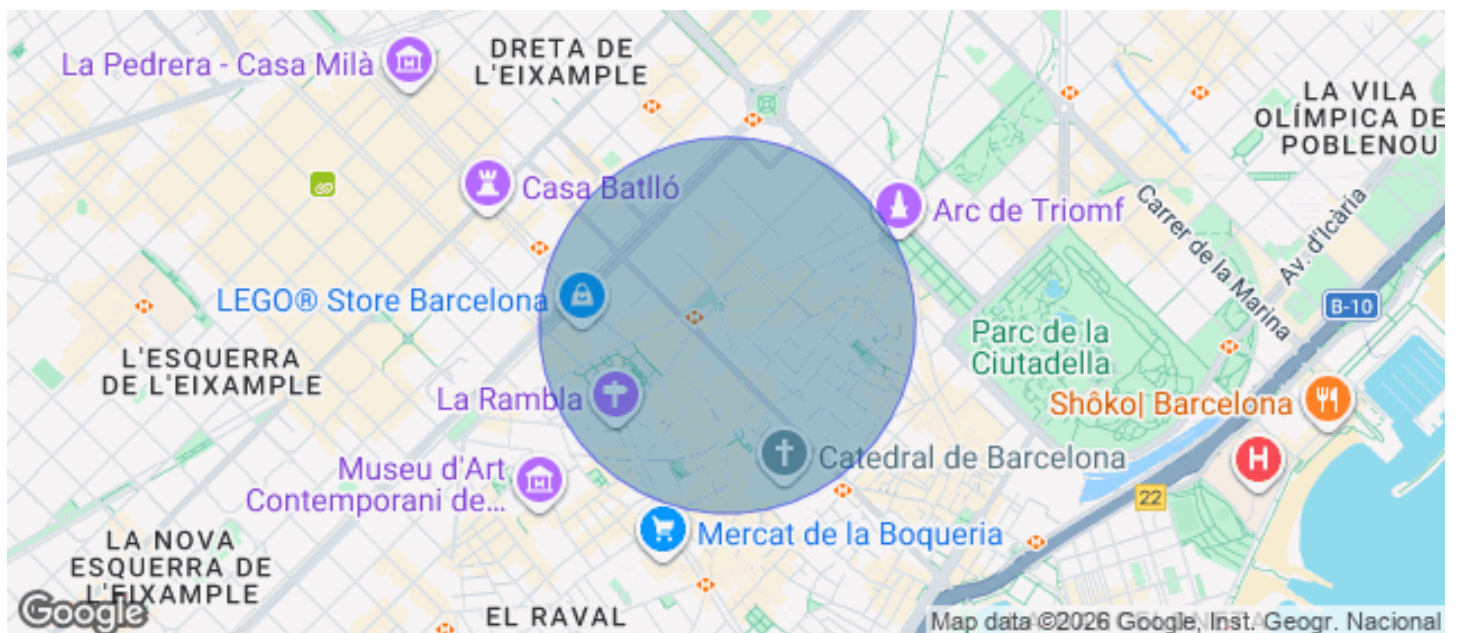 La Pedrera - Casa Milà
DRETA DE
L'EIXAMPLE
LA VILA
OLÍMPICA DE
POBLENOU
Casa Batlló
Arc de Triomf
Carrer de la Marina
Av. d'Icària
LEGO® Store Barcelona
B-10
L'ESQUERRA
DE L'EIXAMPLE
Parc de la
Ciutadella
La Rambla
Shôko| Barcelona
H
Museu d'Art
Contemporani de...
Catedral de Barcelona
22
Mercat de la Boqueria
LA NOVA
ESQUERRA DE
L'EIXAMPLE
EL RAVAL
Google
Map data ©2026 Google, Inst. Geogr. Nacional